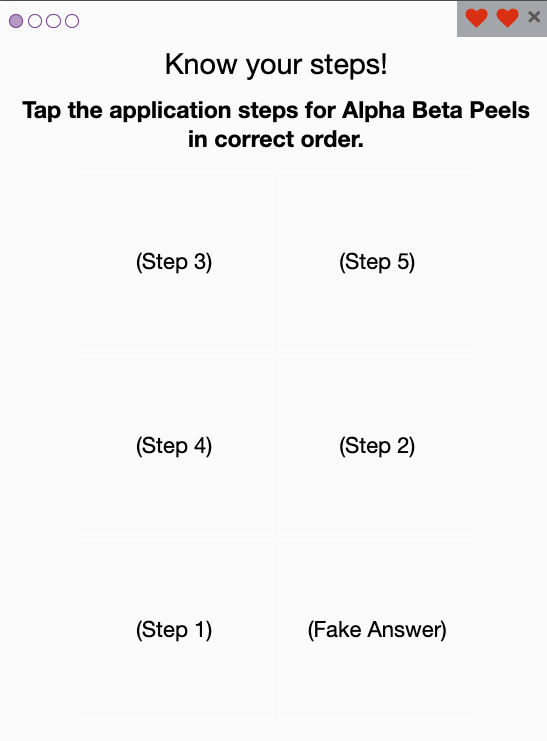 Know your steps!
Tap the application steps for Alpha Beta Peels
in correct order.
(Step 3)
(Step 5)
(Step 4)
(Step 2)
(Step 1)
(Fake Answer)